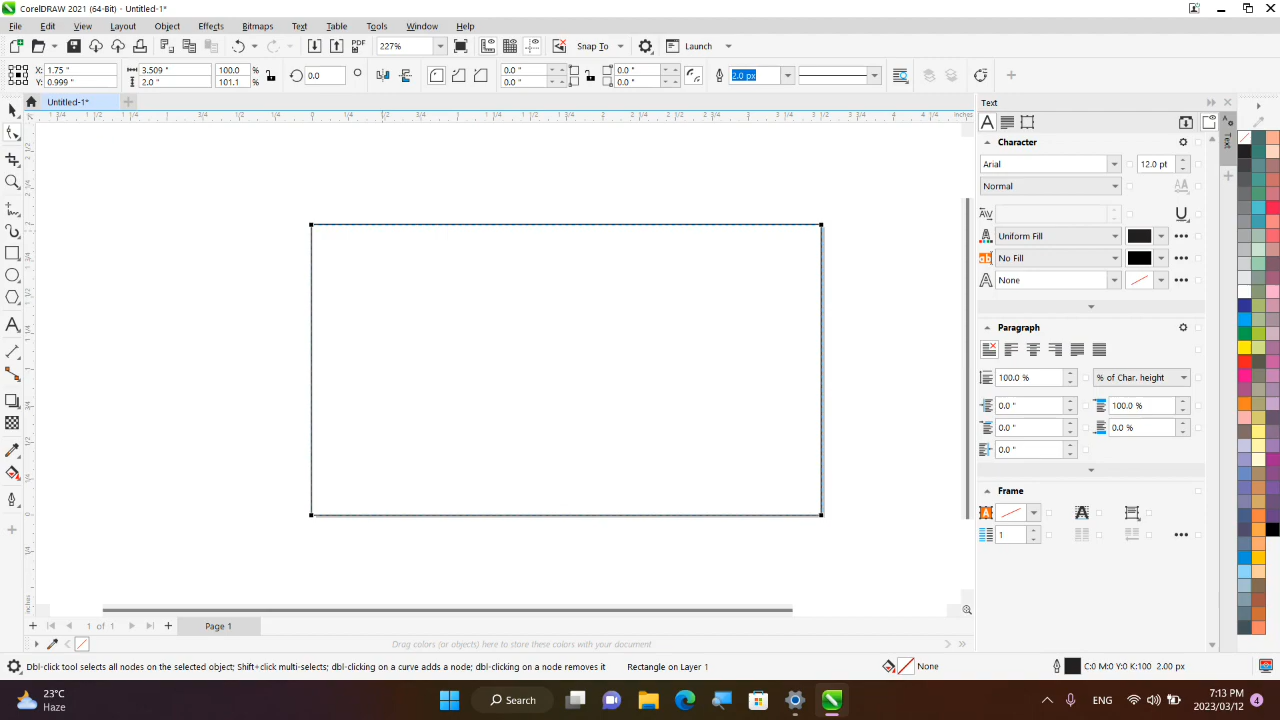 CorelDRAW 2021 (64-Bit) - Untitled-1*
File Edit View Layout Object Effects Bitmaps Text Table Tools Window Help
PDF 227% Snap To Launch
X: 1.75 " 3.509 " 100.0 % 0.0 0.0 " 0.0 " 2.0 px
Y: 0.999 " 2.0 " 101.1 0.0 " 0.0 "
Untitled-1*
inches
Text
Character
Arial 12.0 pt
Normal
Uniform Fill
No Fill
None
Paragraph
100.0 % % of Char. height
0.0 " 100.0 %
0.0 " 0.0 %
0.0 "
Frame
1
Text
inches
1 of 1 Page 1
Drag colors (or objects) here to store these colors with your document
Dbl-click tool selects all nodes on the selected object; Shift+click multi-selects; dbl-clicking on a curve adds a node; dbl-clicking on a node removes it Rectangle on Layer 1 None C:0 M:0 Y:0 K:100 2.00 px
23°C
Haze
Search
ENG
7:13 PM
2023/03/12
4